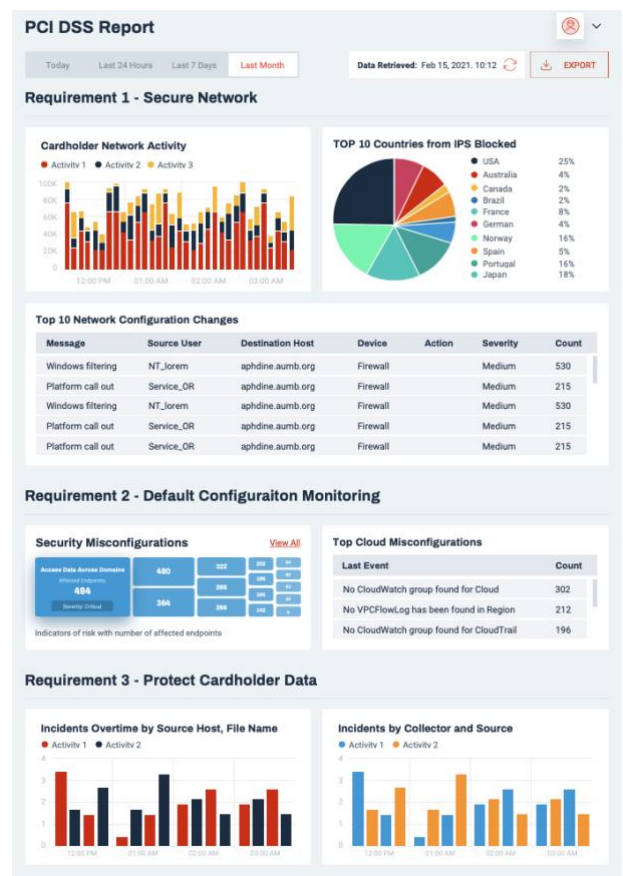 PCI DSS Report
Today Last 24 Hours Last 7 Days Last Month
Data Retrieved: Feb 15, 2021. 10:12
EXPORT
Requirement 1 - Secure Network
Cardholder Network Activity
Activity 1 Activity 2 Activity 3
100K
80K
60K
40K
20K
0
12:00 PM 01:00 AM 02:00 AM 03:00 AM
TOP 10 Countries from IPS Blocked
USA 25%
Australia 4%
Canada 2%
Brazil 2%
France 8%
German 4%
Norway 16%
Spain 5%
Portugal 16%
Japan 18%
Top 10 Network Configuration Changes
Message Source User Destination Host Device Action Severity Count
Windows filtering NT_lorem aphdine.aumb.org Firewall Medium 530
Platform call out Service_OR aphdine.aumb.org Firewall Medium 215
Windows filtering NT_lorem aphdine.aumb.org Firewall Medium 530
Platform call out Service_OR aphdine.aumb.org Firewall Medium 215
Platform call out Service_OR aphdine.aumb.org Firewall Medium 215
Requirement 2 - Default Configuraiton Monitoring
Security Misconfigurations
View All
Access Data Across Domains
Affected Endpoints
494
Severity: Critical
480
364
322
Indicators of risk with number of affected endpoints
Top Cloud Misconfigurations
Last Event Count
No CloudWatch group found for Cloud 302
No VPCFlowLog has been found in Region 212
No CloudWatch group found for CloudTrail 196
Requirement 3 - Protect Cardholder Data
Incidents Overtime by Source Host, File Name
Activity 1 Activity 2
4
3
2
1
0
12:00 PM 01:00 AM 02:00 AM 03:00 AM
Incidents by Collector and Source
Activity 1 Activity 2
4
3
2
1
0
12:00 PM 01:00 AM 02:00 AM 03:00 AM